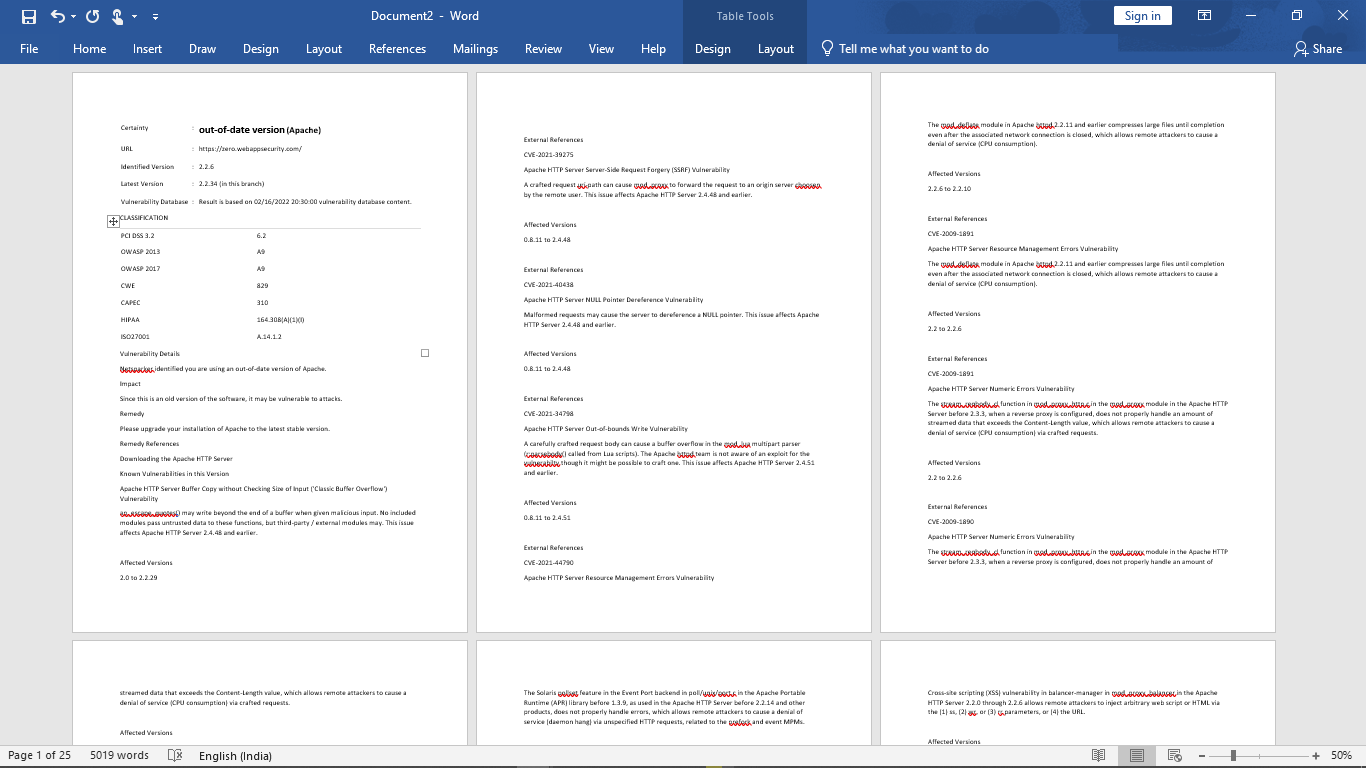 Document2 - Word
Table Tools
Sign in
File Home Insert Draw Design Layout References Mailings Review View Help Design Layout Tell me what you want to do Share
Certainty : out-of-date version (Apache)
URL : https://zero.webappsecurity.com/
Identified Version : 2.2.6
Latest Version : 2.2.34 (in this branch)
Vulnerability Database : Result is based on 02/16/2022 20:30:00 vulnerability database content.
CLASSIFICATION
PCI DSS 3.2 6.2
OWASP 2013 A9
OWASP 2017 A9
CWE 829
CAPEC 310
HIPAA 164.308(A)(1)(I)
ISO27001 A.14.1.2
Vulnerability Details
Netsparker identified you are using an out-of-date version of Apache.
Impact
Since this is an old version of the software, it may be vulnerable to attacks.
Remedy
Please upgrade your installation of Apache to the latest stable version.
Remedy References
Downloading the Apache HTTP Server
Known Vulnerabilities in this Version
Apache HTTP Server Buffer Copy without Checking Size of Input ('Classic Buffer Overflow')
Vulnerability
ap_escape_quotes() may write beyond the end of a buffer when given malicious input. No included
modules pass untrusted data to these functions, but third-party / external modules may. This issue
affects Apache HTTP Server 2.4.48 and earlier.
Affected Versions
2.0 to 2.2.29
External References
CVE-2021-39275
Apache HTTP Server Server-Side Request Forgery (SSRF) Vulnerability
A crafted request uri-path can cause mod_proxy to forward the request to an origin server choosen
by the remote user. This issue affects Apache HTTP Server 2.4.48 and earlier.
Affected Versions
0.8.11 to 2.4.48
External References
CVE-2021-40438
Apache HTTP Server NULL Pointer Dereference Vulnerability
Malformed requests may cause the server to dereference a NULL pointer. This issue affects Apache
HTTP Server 2.4.48 and earlier.
Affected Versions
0.8.11 to 2.4.48
External References
CVE-2021-34798
Apache HTTP Server Out-of-bounds Write Vulnerability
A carefully crafted request body can cause a buffer overflow in the mod_lua multipart parser
(r:parsebody() called from Lua scripts). The Apache httpd team is not aware of an exploit for the
vulnerabilty though it might be possible to craft one. This issue affects Apache HTTP Server 2.4.51
and earlier.
Affected Versions
0.8.11 to 2.4.51
External References
CVE-2021-44790
Apache HTTP Server Resource Management Errors Vulnerability
The mod_deflate module in Apache httpd 2.2.11 and earlier compresses large files until completion
even after the associated network connection is closed, which allows remote attackers to cause a
denial of service (CPU consumption).
Affected Versions
2.2.6 to 2.2.10
External References
CVE-2009-1891
Apache HTTP Server Resource Management Errors Vulnerability
The mod_deflate module in Apache httpd 2.2.11 and earlier compresses large files until completion
even after the associated network connection is closed, which allows remote attackers to cause a
denial of service (CPU consumption).
Affected Versions
2.2 to 2.2.6
External References
CVE-2009-1891
Apache HTTP Server Numeric Errors Vulnerability
The stream_reqbody_cl function in mod_proxy_http.c in the mod_proxy module in the Apache HTTP
Server before 2.3.3, when a reverse proxy is configured, does not properly handle an amount of
streamed data that exceeds the Content-Length value, which allows remote attackers to cause a
denial of service (CPU consumption) via crafted requests.
Affected Versions
2.2 to 2.2.6
External References
CVE-2009-1890
Apache HTTP Server Numeric Errors Vulnerability
The stream_reqbody_cl function in mod_proxy_http.c in the mod_proxy module in the Apache HTTP
Server before 2.3.3, when a reverse proxy is configured, does not properly handle an amount of
streamed data that exceeds the Content-Length value, which allows remote attackers to cause a
denial of service (CPU consumption) via crafted requests.
Affected Versions
The Solaris pollset feature in the Event Port backend in poll/unix/port.c in the Apache Portable
Runtime (APR) library before 1.3.9, as used in the Apache HTTP Server before 2.2.14 and other
products, does not properly handle errors, which allows remote attackers to cause a denial of
service (daemon hang) via unspecified HTTP requests, related to the prefork and event MPMs.
Cross-site scripting (XSS) vulnerability in balancer-manager in mod_proxy_balancer in the Apache
HTTP Server 2.2.0 through 2.2.6 allows remote attackers to inject arbitrary web script or HTML via
the (1) ss, (2) wr, or (3) rr parameters, or (4) the URL.
Affected Versions
Page 1 of 25 5019 words English (India) 50%